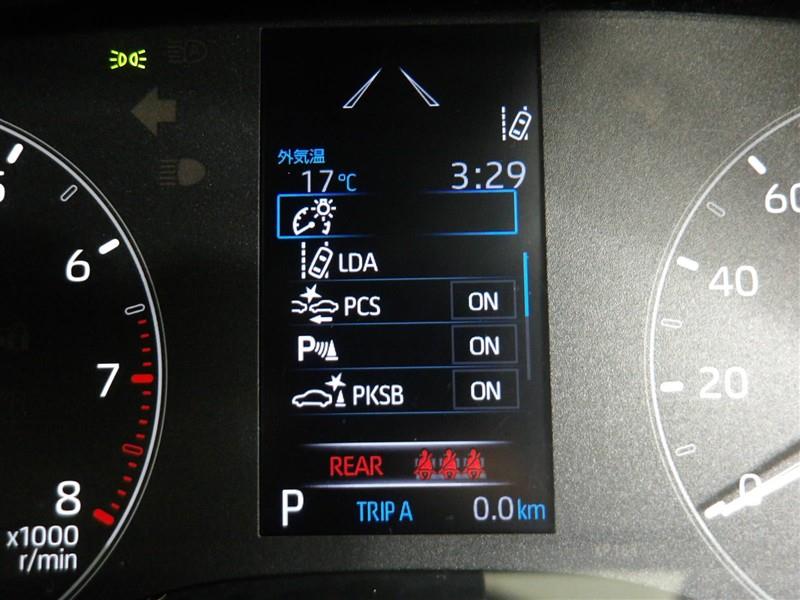 外気温
17°C 3:29
LDA
PCS ON
P ON
PKSB ON
REAR
P TRIP A 0.0km
6
7
8
x1000
r/min
60
40
20
0